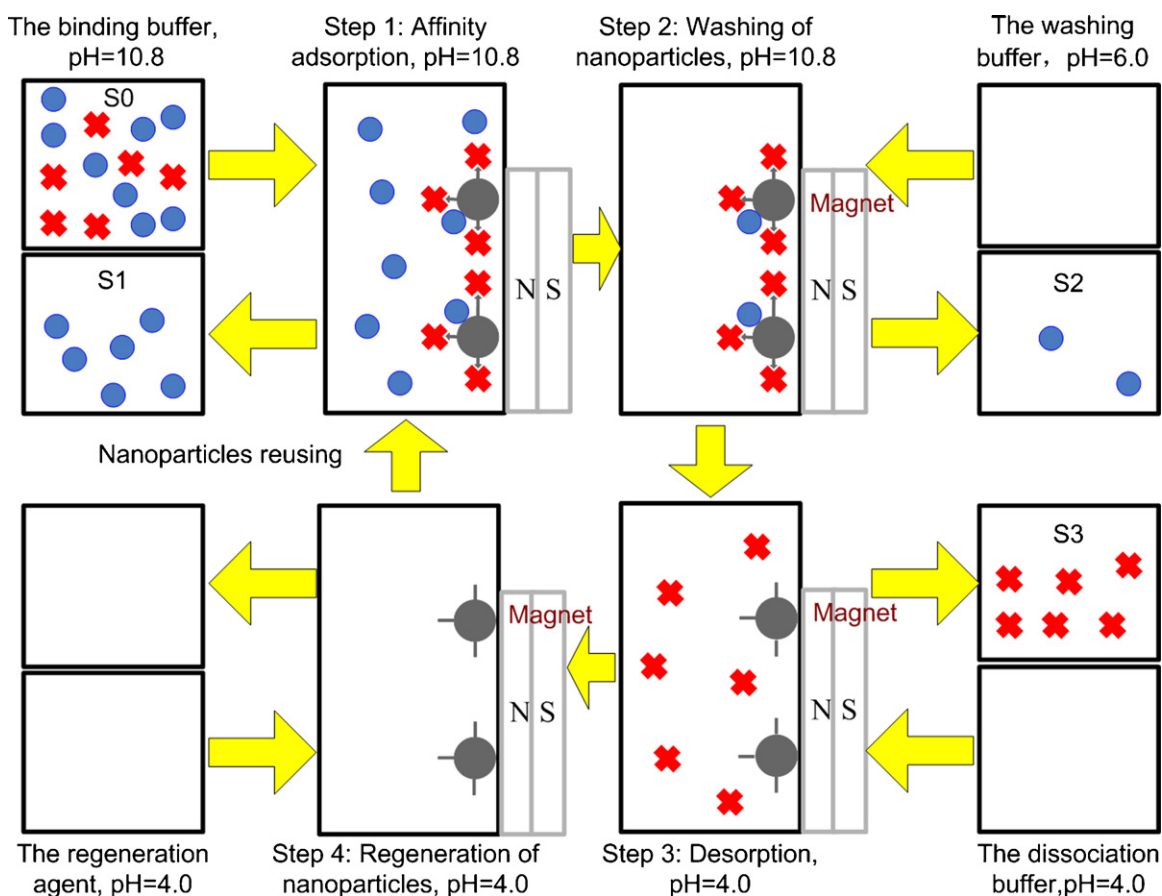 The binding buffer,
pH=10.8
Step 1: Affinity
adsorption, pH=10.8
Step 2: Washing of
nanoparticles, pH=10.8
The washing
buffer，pH=6.0
S0
S1
N S
Magnet
N S
S2
Nanoparticles reusing
Magnet
N S
Magnet
N S
S3
The regeneration
agent, pH=4.0
Step 4: Regeneration of
nanoparticles, pH=4.0
Step 3: Desorption,
pH=4.0
The dissociation
buffer,pH=4.0